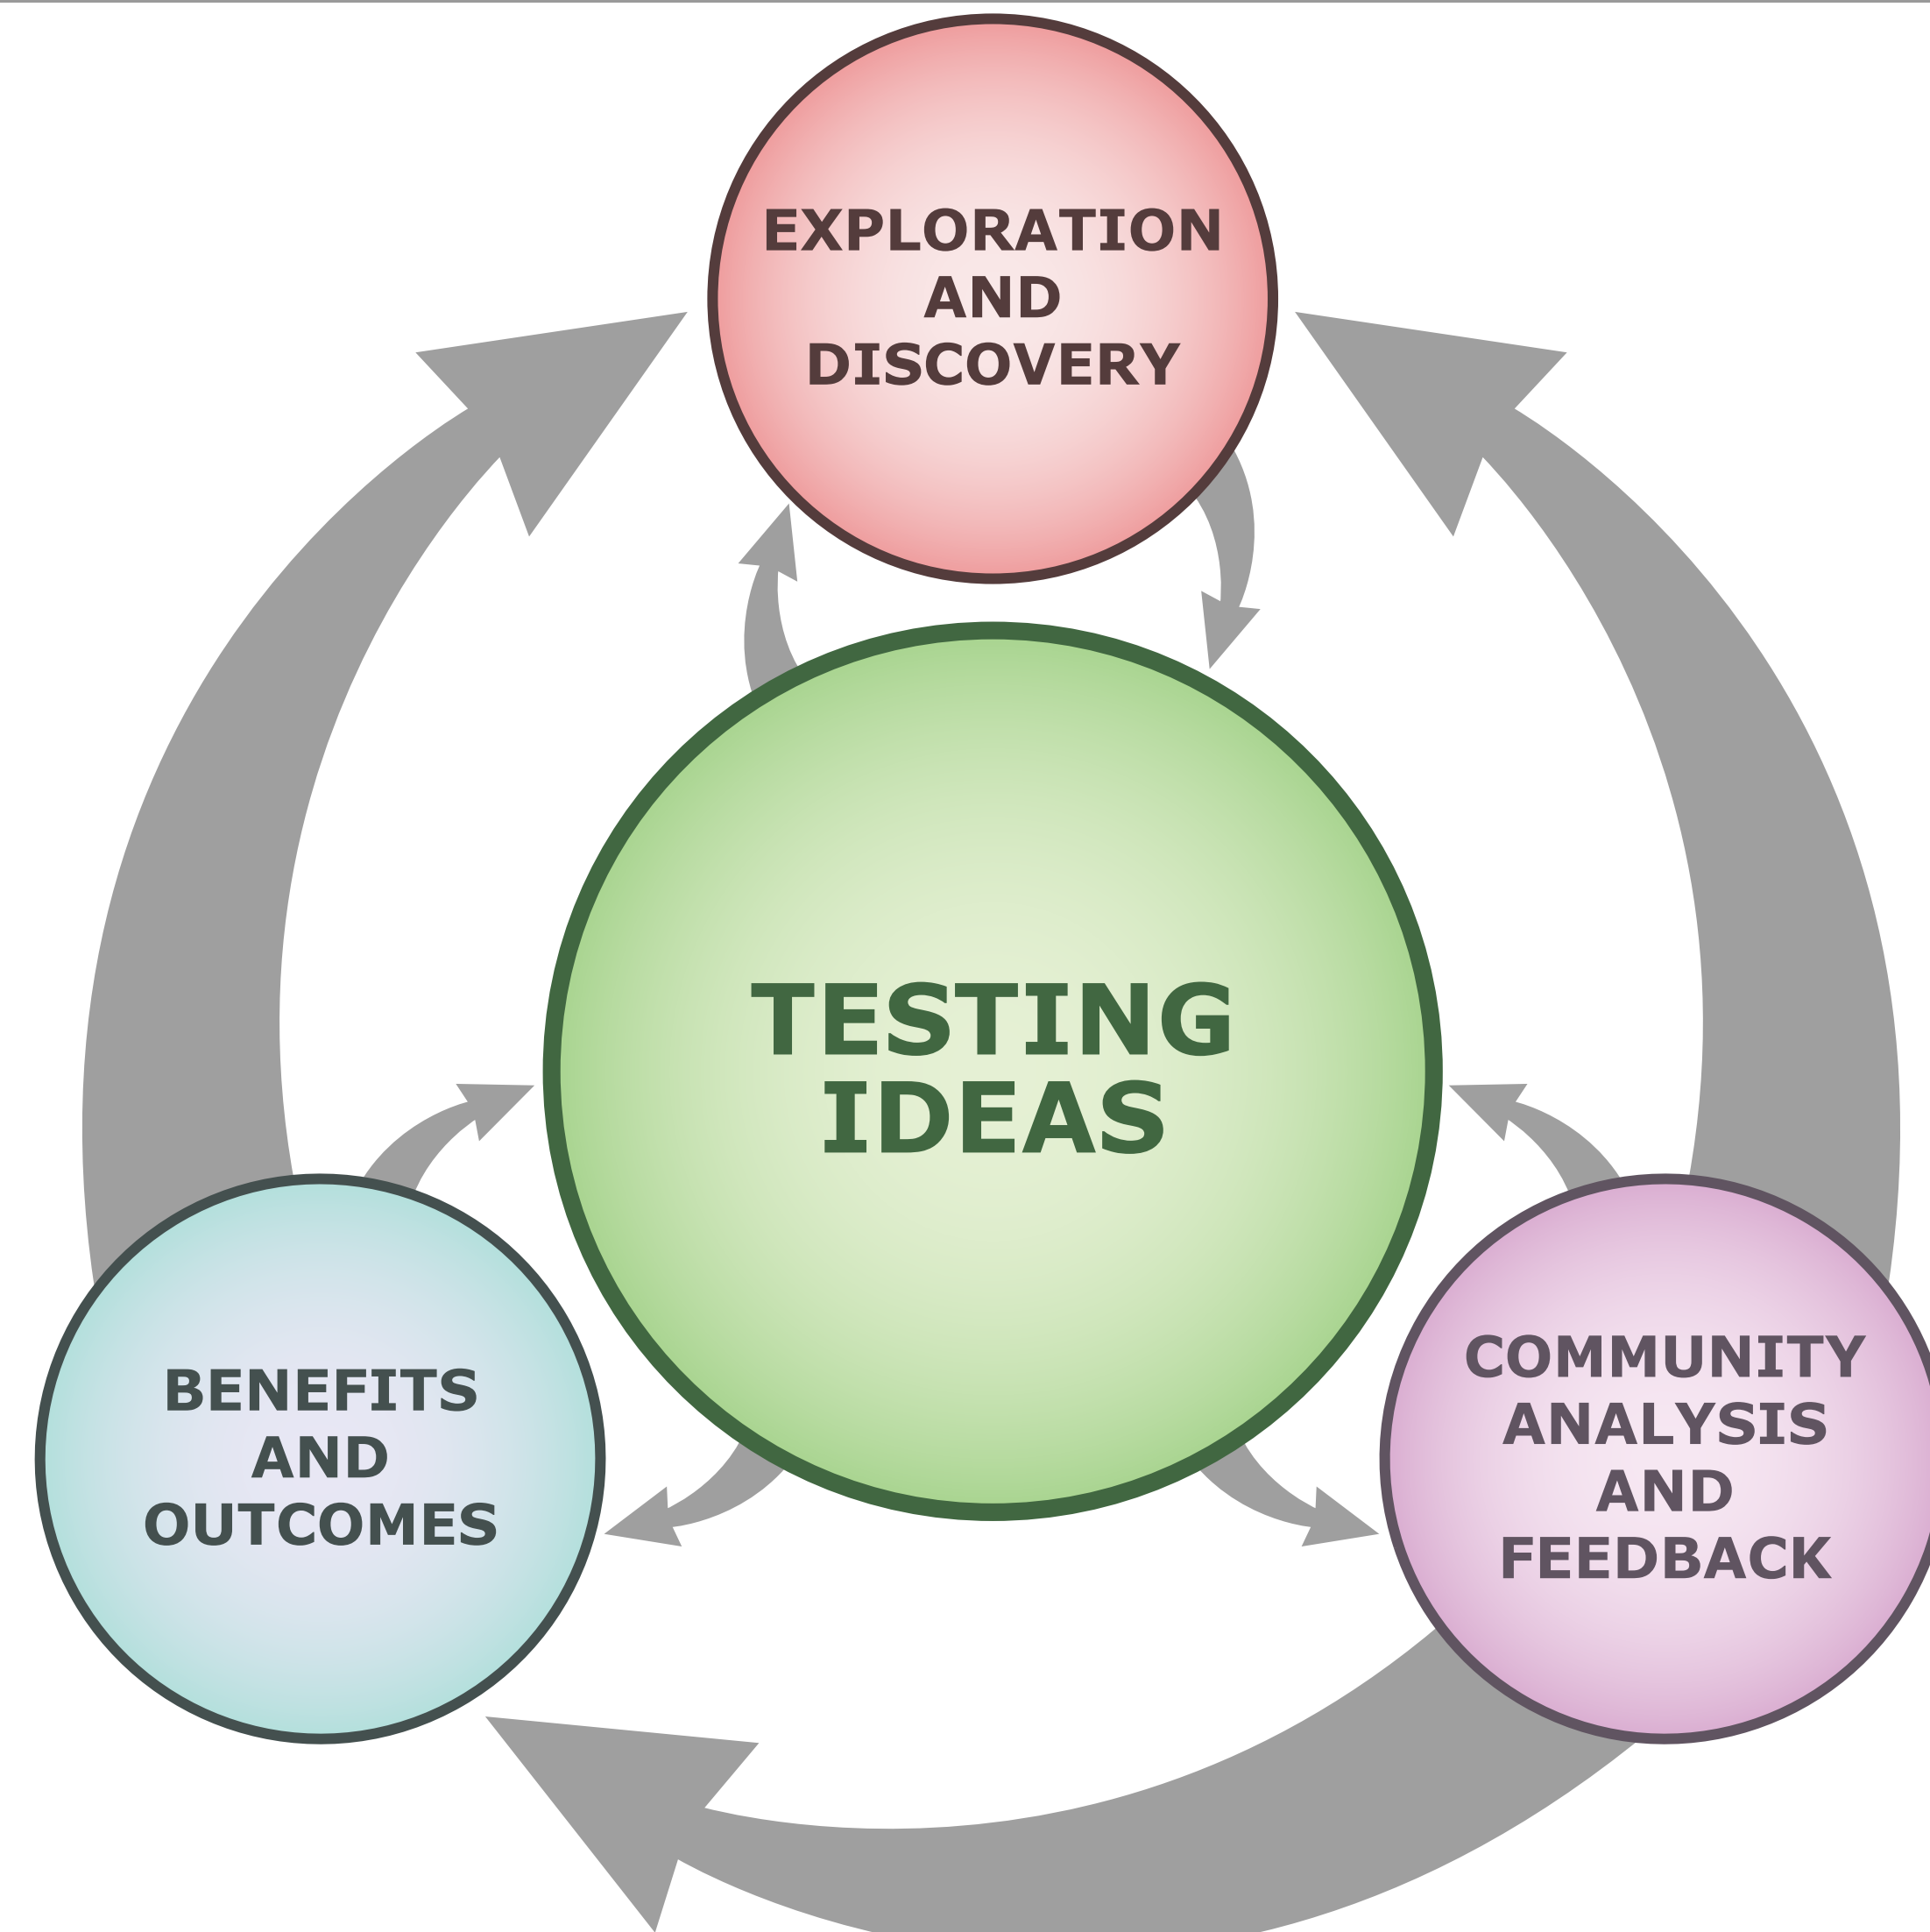 EXPLORATION
AND
DISCOVERY
TESTING
IDEAS
BENEFITS
AND
OUTCOMES
COMMUNITY
ANALYSIS
AND
FEEDBACK